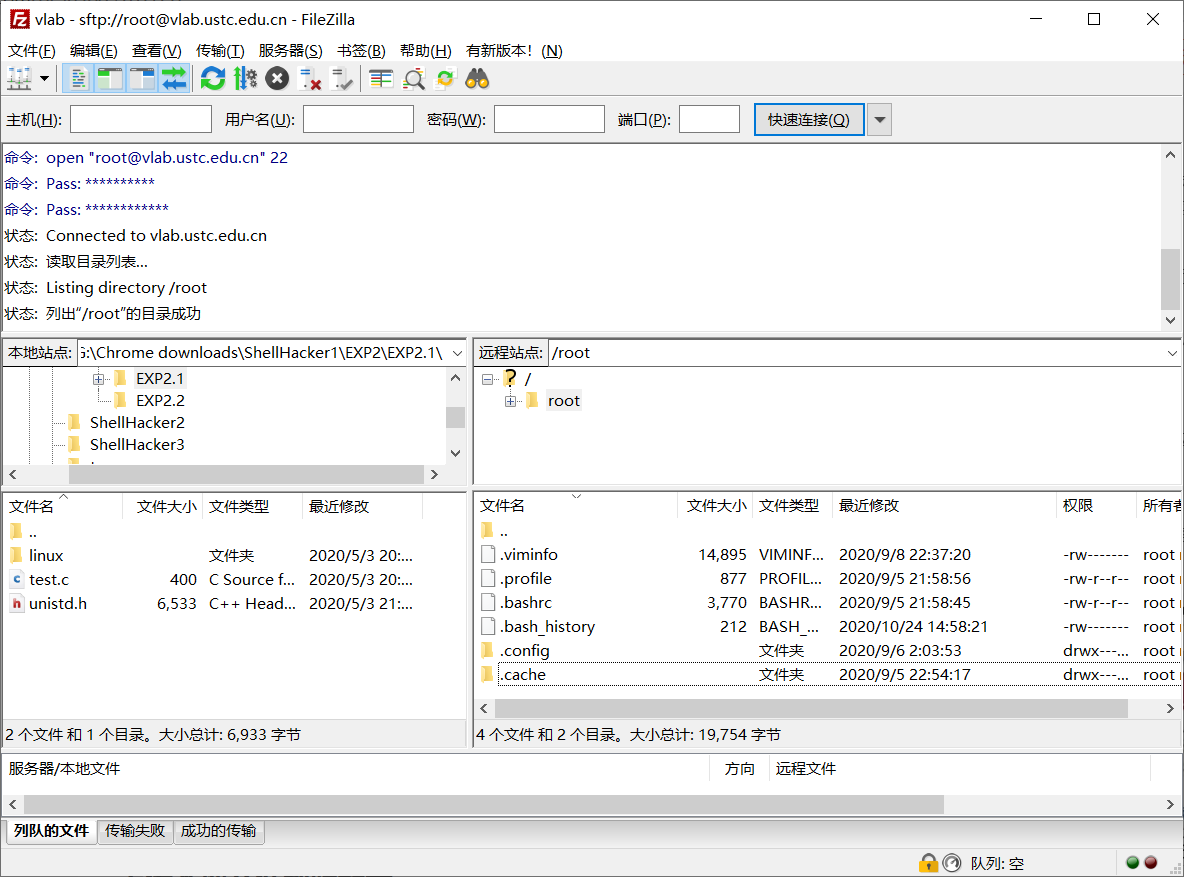 vlab - sftp://root@vlab.ustc.edu.cn - FileZilla
文件(F) 编辑(E) 查看(V) 传输(T) 服务器(S) 书签(B) 帮助(H) 有新版本! (N)
主机(H): 用户名(U): 密码(W): 端口(P): 快速连接(Q)
命令: open "root@vlab.ustc.edu.cn" 22
命令: Pass: **********
命令: Pass: ************
状态: Connected to vlab.ustc.edu.cn
状态: 读取目录列表...
状态: Listing directory /root
状态: 列出“/root”的目录成功
本地站点: G:\Chrome downloads\ShellHacker1\EXP2\EXP2.1\
EXP2.1
EXP2.2
ShellHacker2
ShellHacker3
远程站点: /root
/
root
文件名 文件大小 文件类型 最近修改
..
linux 文件夹 2020/5/3 20:...
test.c 400 C Source f... 2020/5/3 20:...
unistd.h 6,533 C++ Head... 2020/5/3 21:...
2 个文件 和 1 个目录。大小总计: 6,933 字节
文件名 文件大小 文件类型 最近修改 权限 所有者
..
.viminfo 14,895 VIMINF... 2020/9/8 22:37:20 -rw------- root
.profile 877 PROFIL... 2020/9/5 21:58:56 -rw-r--r-- root
.bashrc 3,770 BASHR... 2020/9/5 21:58:45 -rw-r--r-- root
.bash_history 212 BASH_... 2020/10/24 14:58:21 -rw------- root
.config 文件夹 2020/9/6 2:03:53 drwx---... root
.cache 文件夹 2020/9/5 22:54:17 drwx---... root
4 个文件 和 2 个目录。大小总计: 19,754 字节
服务器/本地文件 方向 远程文件
列队的文件 传输失败 成功的传输
队列: 空